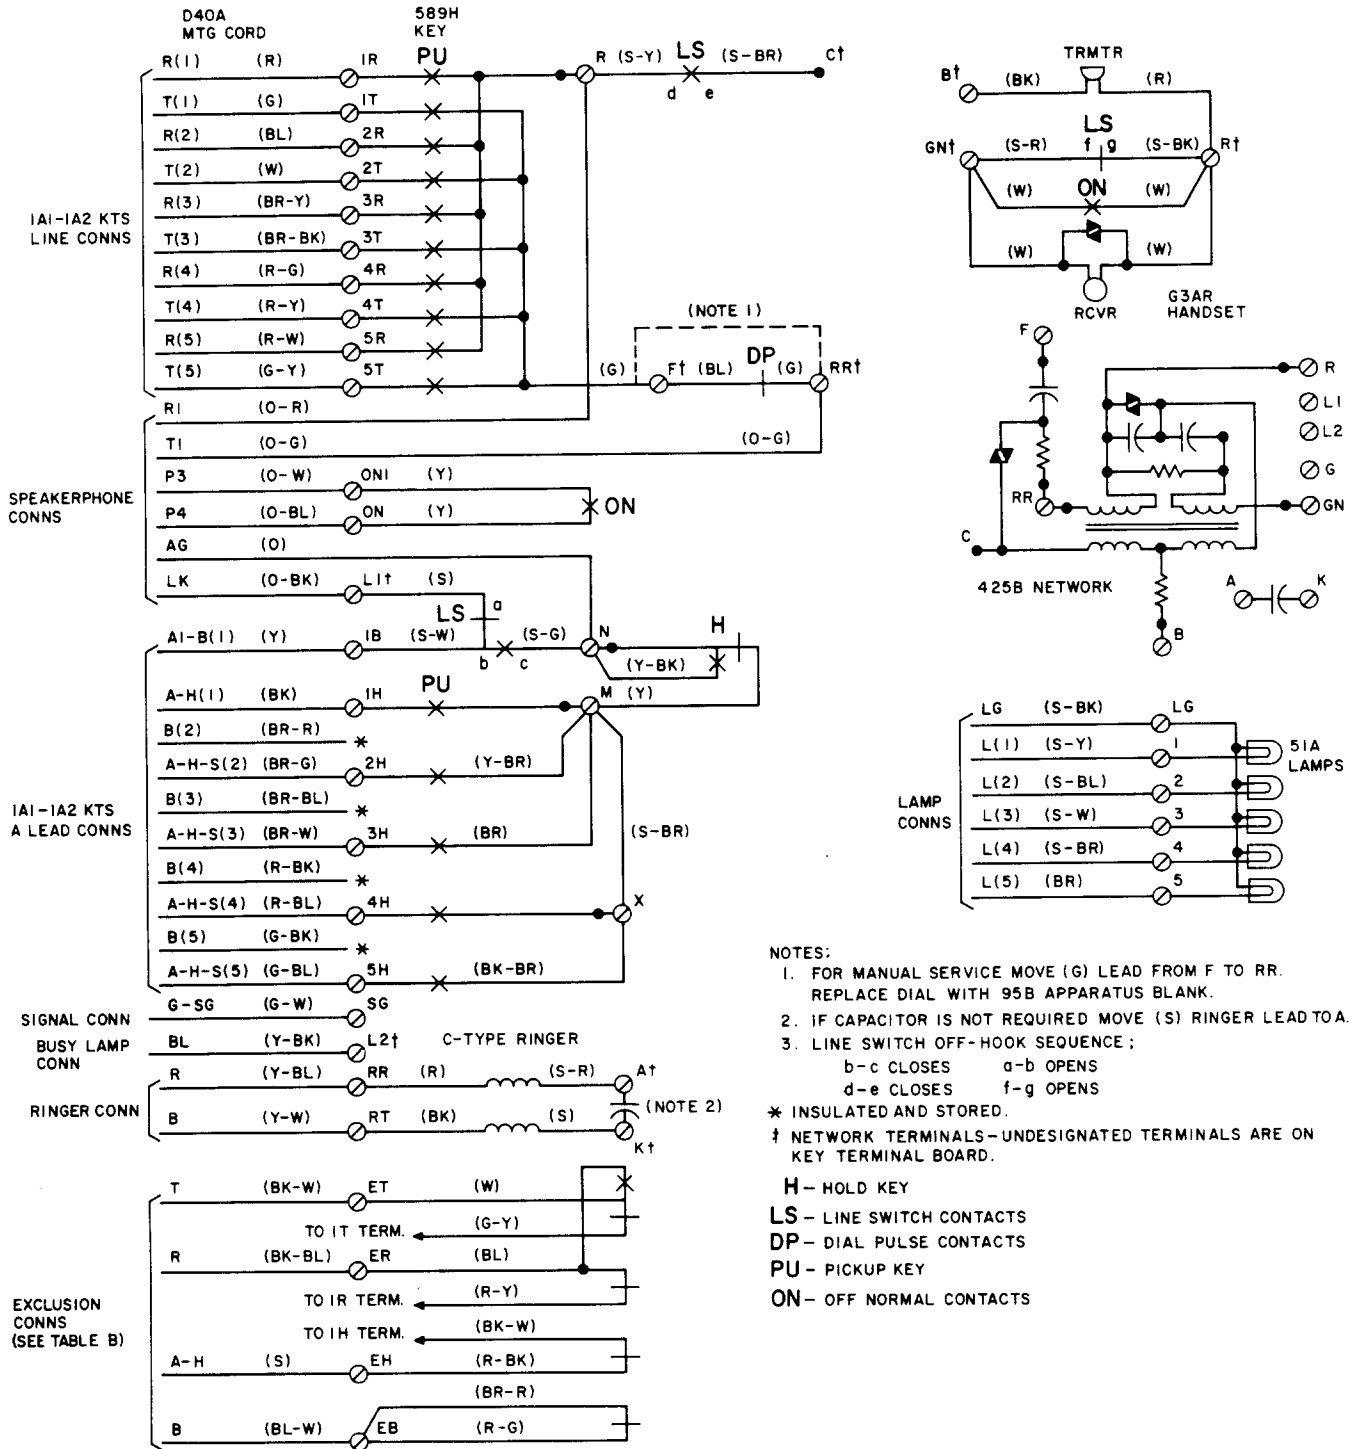 D40A
MTG CORD
589H
KEY
PU
R(1) (R) 1R
T(1) (G) 1T
R(2) (BL) 2R
T(2) (W) 2T
R(3) (BR-Y) 3R
T(3) (BR-BK) 3T
R(4) (R-G) 4R
T(4) (R-Y) 4T
R(5) (R-W) 5R
T(5) (G-Y) 5T
1A1-1A2 KTS
LINE CONNS
R (S-Y) LS (S-BR) C†
d e
(NOTE 1)
(G) F† (BL) DP (G) RR†
R1 (O-R)
T1 (O-G) (O-G)
P3 (O-W) ON1 (Y)
P4 (O-BL) ON (Y)
ON
AG (O)
LK (O-BK) L1† (S)
SPEAKERPHONE
CONNS
LS a
A1-B(1) (Y) 1B (S-W) b c (S-G) N H
(Y-BK)
PU
A-H(1) (BK) 1H M (Y)
B(2) (BR-R) *
A-H-S(2) (BR-G) 2H (Y-BR)
B(3) (BR-BL) *
A-H-S(3) (BR-W) 3H (BR) (S-BR)
B(4) (R-BK) *
A-H-S(4) (R-BL) 4H X
B(5) (G-BK) *
A-H-S(5) (G-BL) 5H (BK-BR)
1A1-1A2 KTS
A LEAD CONNS
SIGNAL CONN G-SG (G-W) SG
BUSY LAMP
CONN
BL (Y-BK) L2† C-TYPE RINGER
RINGER CONN
R (Y-BL) RR (R) (S-R) A†
(NOTE 2)
B (Y-W) RT (BK) (S) K†
T (BK-W) ET (W)
TO 1T TERM. (G-Y)
R (BK-BL) ER (BL)
TO 1R TERM. (R-Y)
TO 1H TERM. (BK-W)
A-H (S) EH (R-BK)
(BR-R)
B (BL-W) EB (R-G)
EXCLUSION
CONNS
(SEE TABLE B)
TRMTR
B† (BK) (R)
LS
GN† (S-R) f g (S-BK) R†
(W) ON (W)
(W) (W)
RCVR
G3AR
HANDSET
F
R
L1
L2
G
RR
GN
C
425B NETWORK
A K
B
LG (S-BK) LG
L(1) (S-Y) 1
L(2) (S-BL) 2
L(3) (S-W) 3
L(4) (S-BR) 4
L(5) (BR) 5
LAMP
CONNS
51A
LAMPS
NOTES:
1. FOR MANUAL SERVICE MOVE (G) LEAD FROM F TO RR.
REPLACE DIAL WITH 95B APPARATUS BLANK.
2. IF CAPACITOR IS NOT REQUIRED MOVE (S) RINGER LEAD TO A.
3. LINE SWITCH OFF-HOOK SEQUENCE;
b-c CLOSES a-b OPENS
d-e CLOSES f-g OPENS
* INSULATED AND STORED.
† NETWORK TERMINALS-UNDESIGNATED TERMINALS ARE ON
KEY TERMINAL BOARD.
H - HOLD KEY
LS - LINE SWITCH CONTACTS
DP - DIAL PULSE CONTACTS
PU - PICKUP KEY
ON - OFF NORMAL CONTACTS